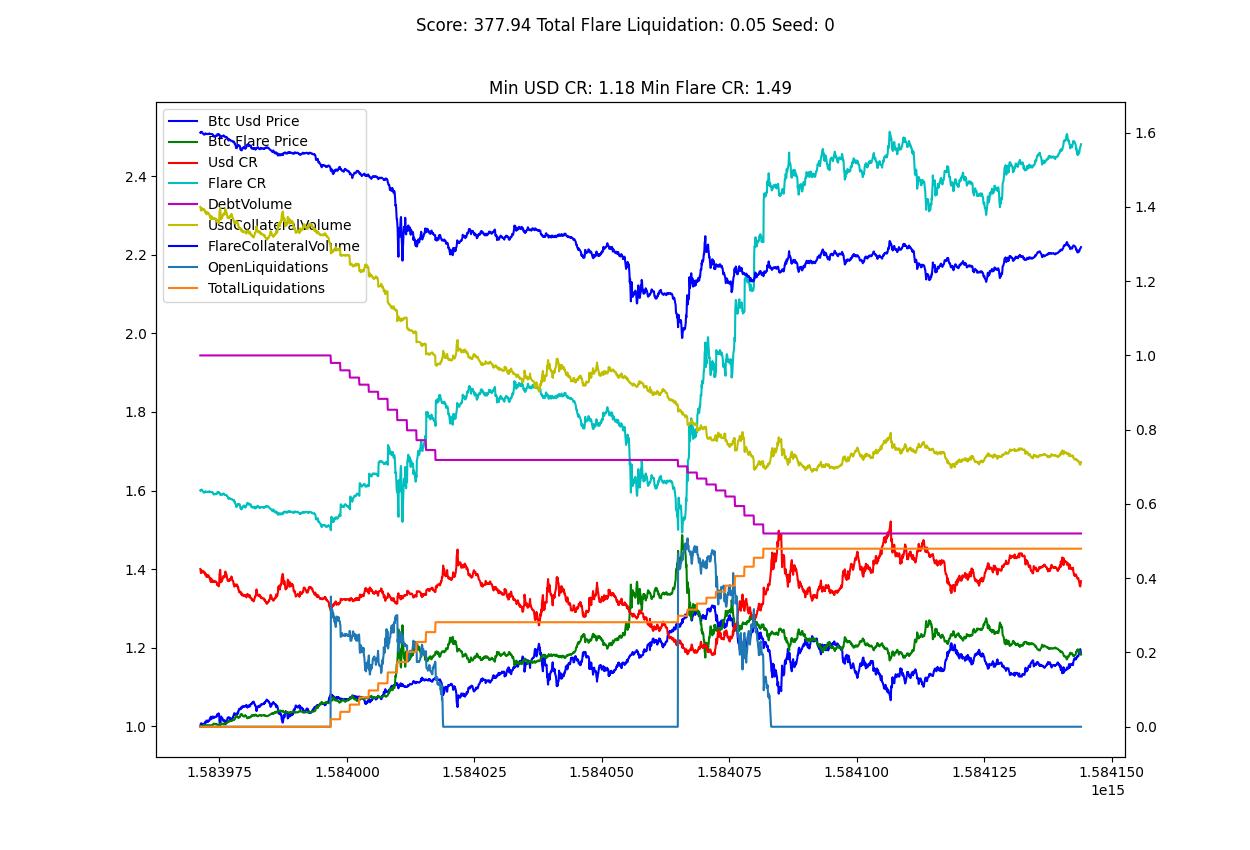 Score: 377.94 Total Flare Liquidation: 0.05 Seed: 0
Min USD CR: 1.18 Min Flare CR: 1.49
Btc Usd Price
Btc Flare Price
Usd CR
Flare CR
DebtVolume
UsdCollateralVolume
FlareCollateralVolume
OpenLiquidations
TotalLiquidations
2.4
2.2
2.0
1.8
1.6
1.4
1.2
1.0
1.6
1.4
1.2
1.0
0.8
0.6
0.4
0.2
0.0
1.583975
1.584000
1.584025
1.584050
1.584075
1.584100
1.584125
1.584150
1e15